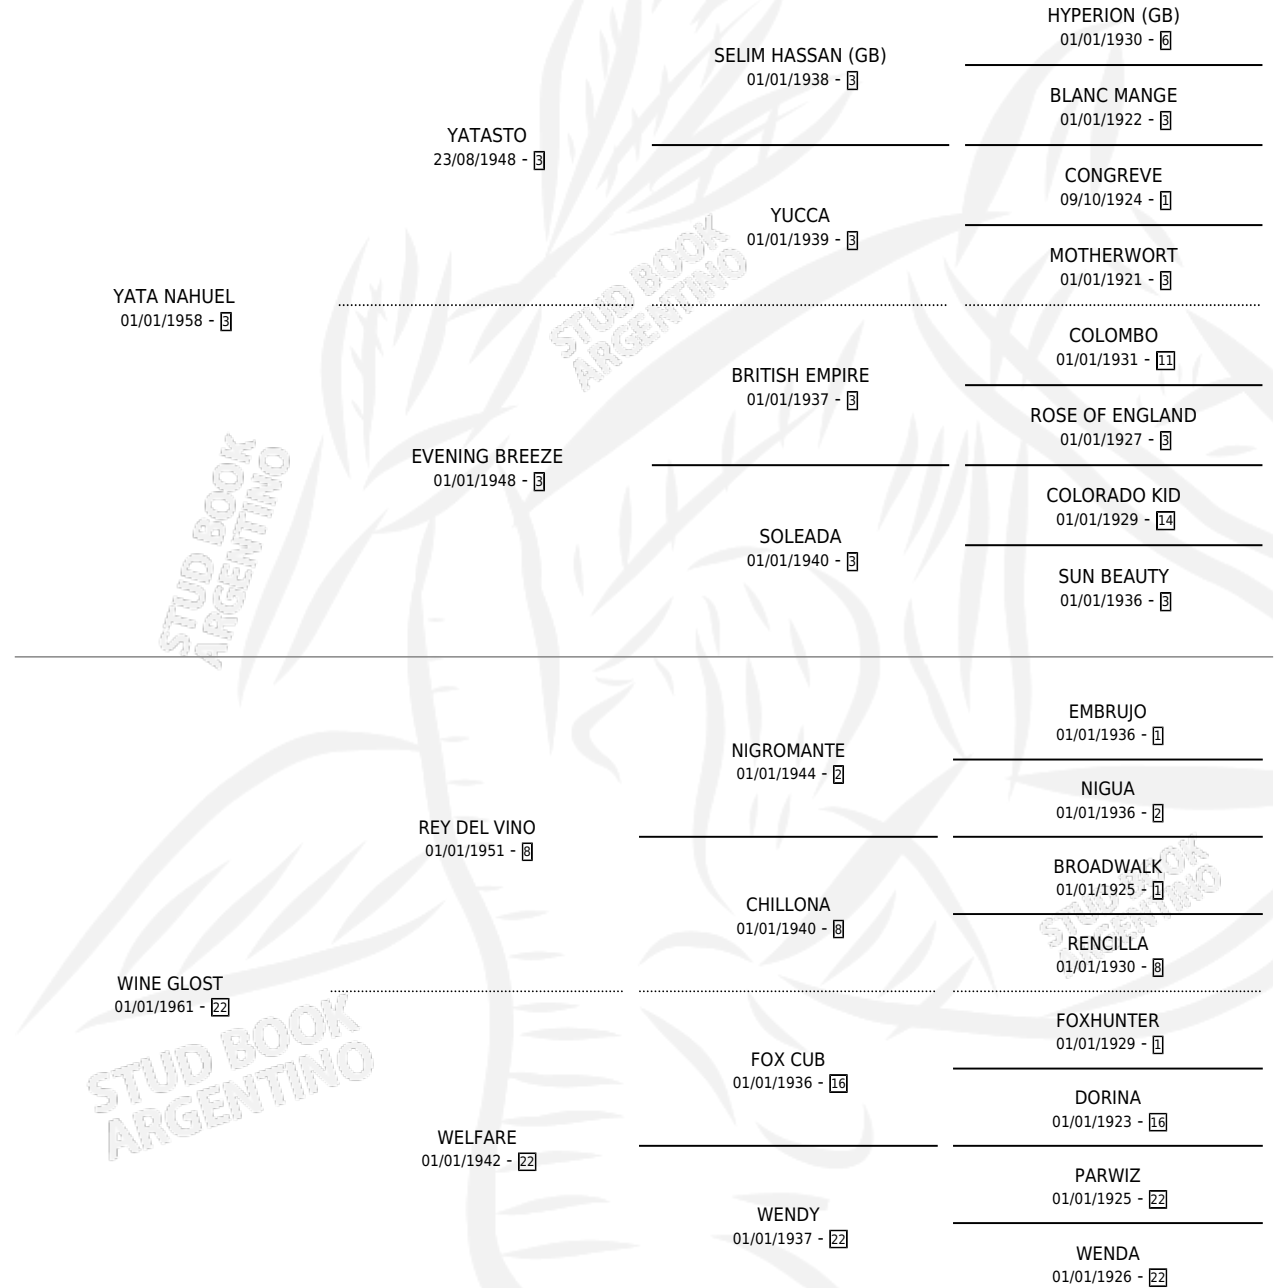 HYPERION (GB)
01/01/1930 - 6
SELIM HASSAN (GB)
01/01/1938 - 3
BLANC MANGE
01/01/1922 - 3
YATASTO
23/08/1948 - 3
CONGREVE
09/10/1924 - 1
YUCCA
01/01/1939 - 3
MOTHERWORT
01/01/1921 - 3
YATA NAHUEL
01/01/1958 - 3
COLOMBO
01/01/1931 - 11
BRITISH EMPIRE
01/01/1937 - 3
ROSE OF ENGLAND
01/01/1927 - 3
EVENING BREEZE
01/01/1948 - 3
COLORADO KID
01/01/1929 - 14
SOLEADA
01/01/1940 - 3
SUN BEAUTY
01/01/1936 - 3
STUD BOOK
ARGENTINO
STUD BOOK
ARGENTINO
EMBRUJO
01/01/1936 - 1
NIGROMANTE
01/01/1944 - 2
NIGUA
01/01/1936 - 2
REY DEL VINO
01/01/1951 - 8
BROADWALK
01/01/1925 - 1
CHILLONA
01/01/1940 - 8
RENCILLA
01/01/1930 - 8
WINE GLOST
01/01/1961 - 22
FOXHUNTER
01/01/1929 - 1
FOX CUB
01/01/1936 - 16
DORINA
01/01/1923 - 16
WELFARE
01/01/1942 - 22
PARWIZ
01/01/1925 - 22
WENDY
01/01/1937 - 22
WENDA
01/01/1926 - 22
STUD BOOK
ARGENTINO
STUD BOOK
ARGENTINO